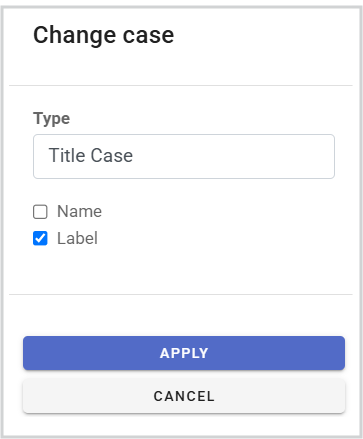 Change case
Type
Title Case
Name
Label
APPLY
CANCEL